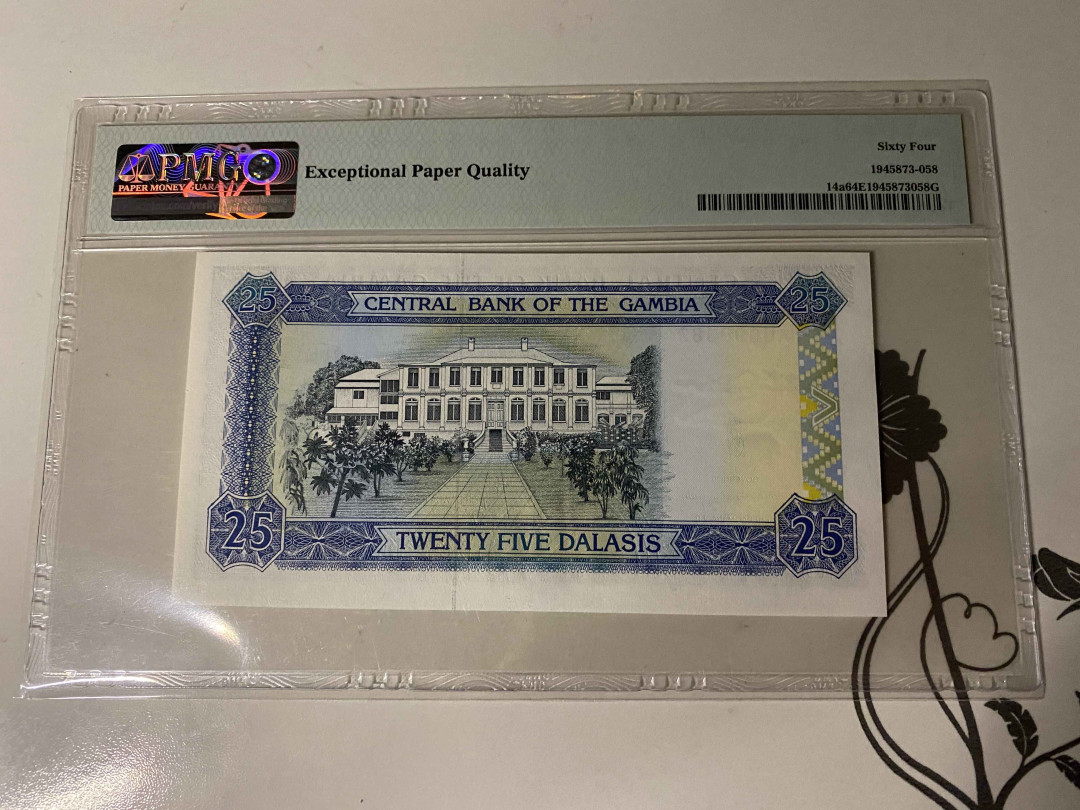 PMG
PAPER MONEY GUARA
Exceptional Paper Quality
Sixty Four
1945873-058
14a64E1945873058G
25
CENTRAL BANK OF THE GAMBIA
25
25
TWENTY FIVE DALASIS
25